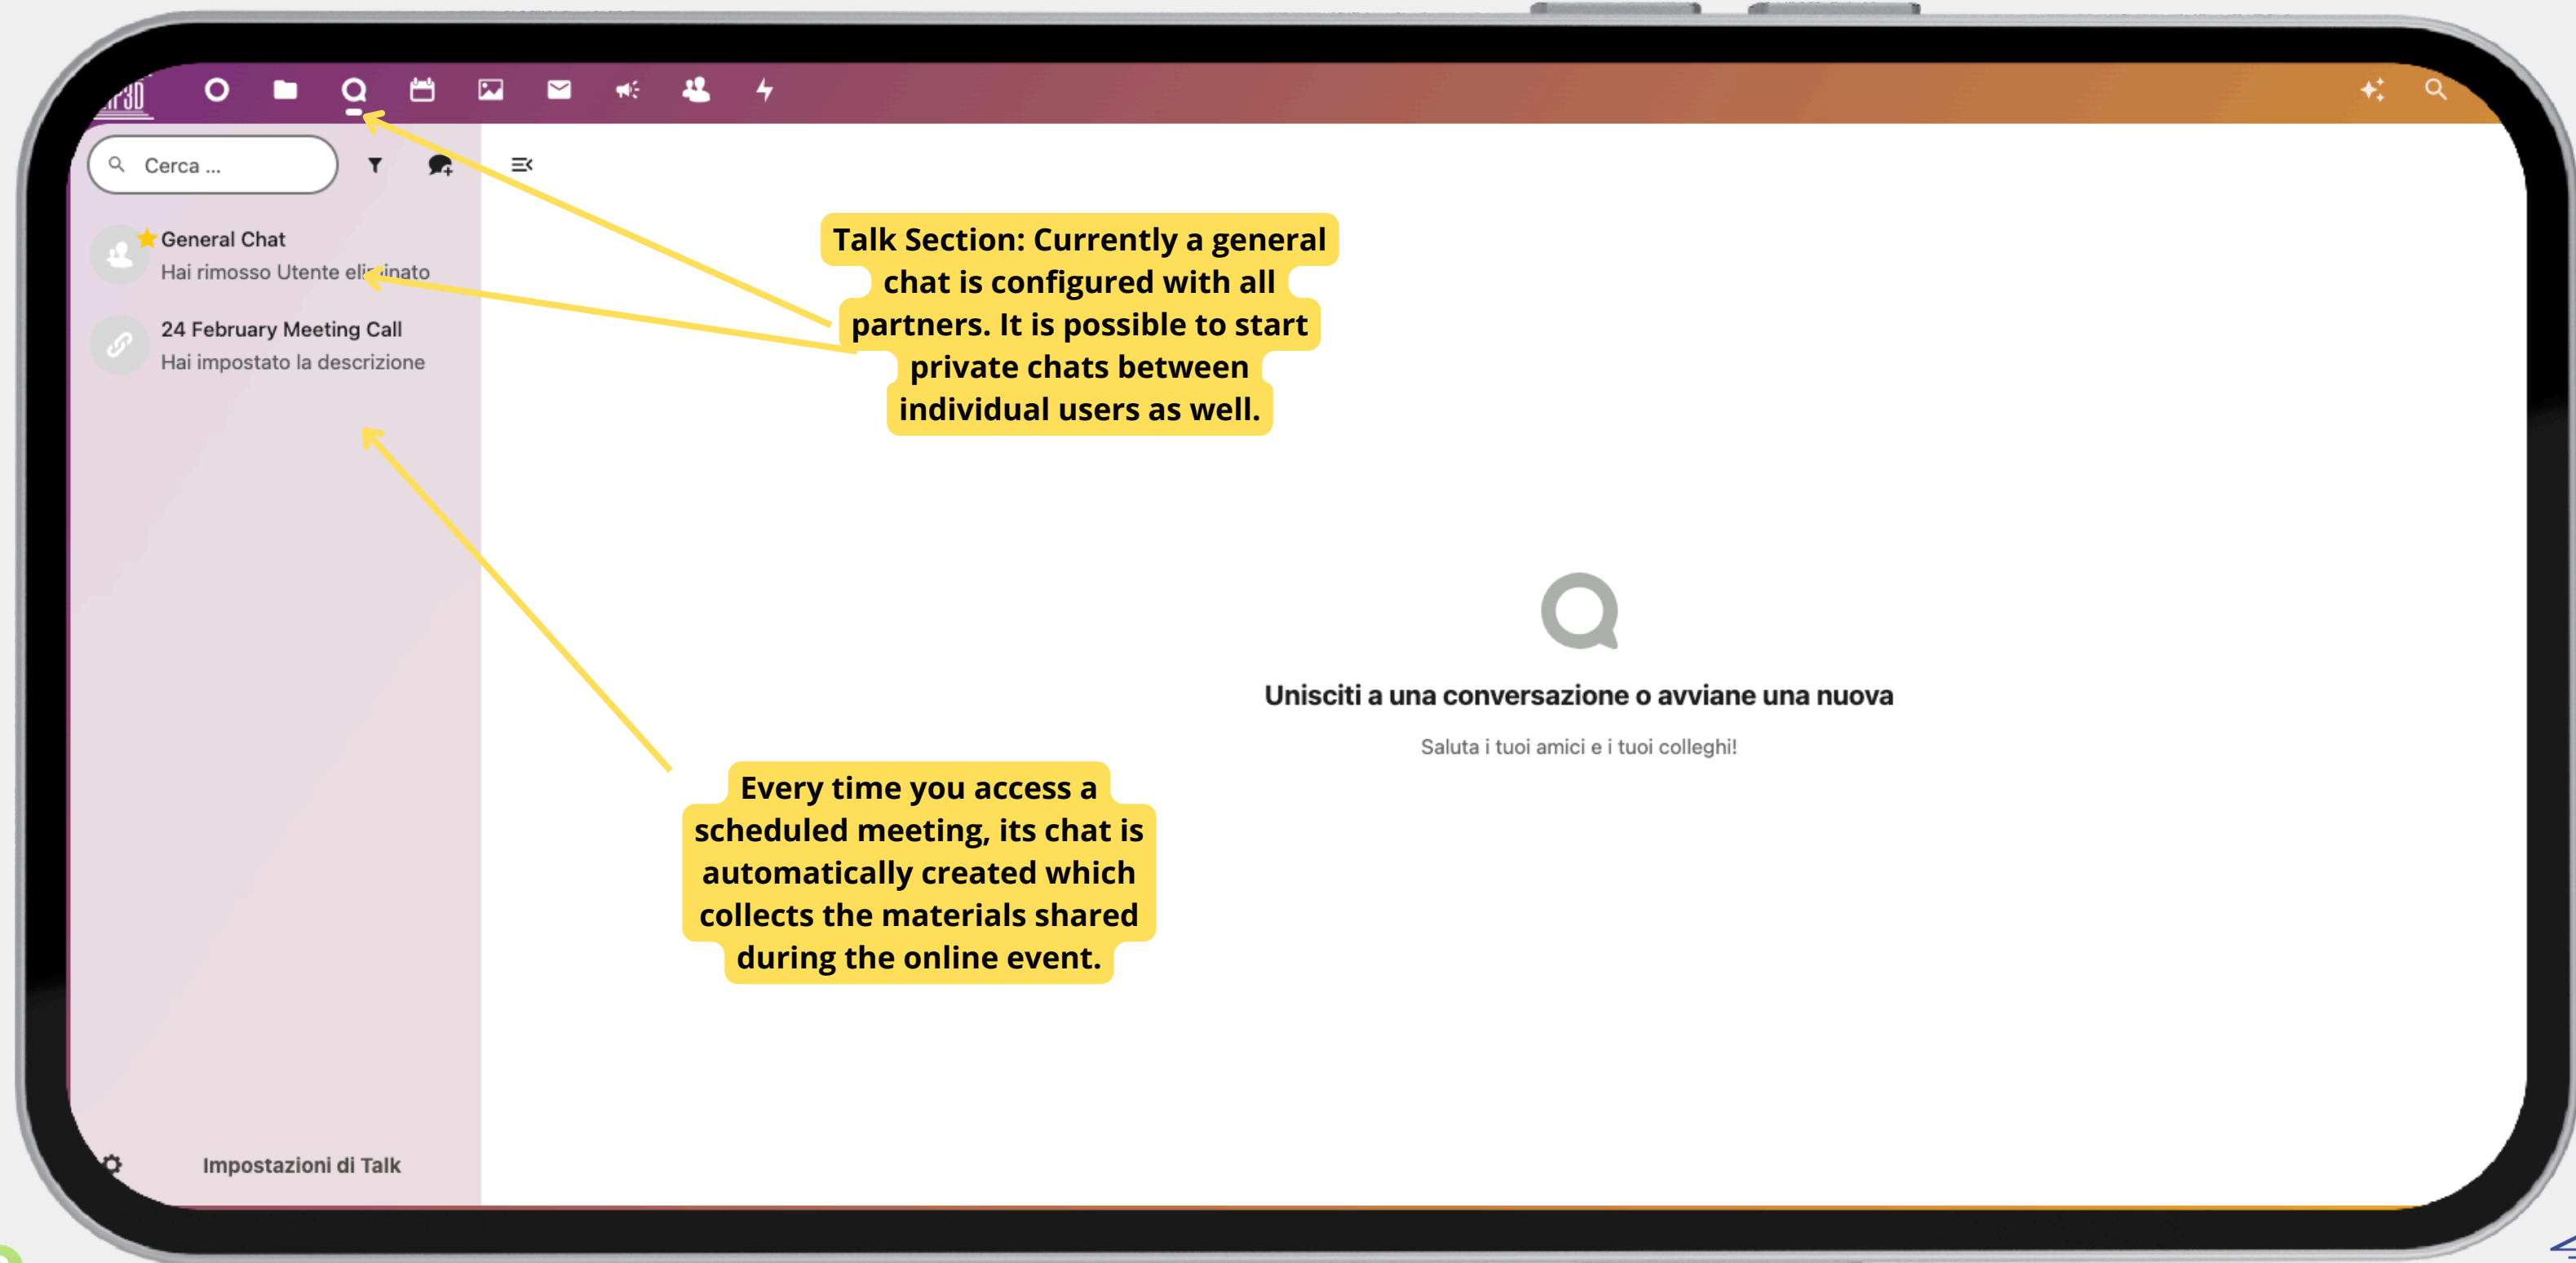 Cerca ...
General Chat
Hai rimosso Utente eliminato
24 February Meeting Call
Hai impostato la descrizione
Talk Section: Currently a general
chat is configured with all
partners. It is possible to start
private chats between
individual users as well.
Unisciti a una conversazione o avviane una nuova
Saluta i tuoi amici e i tuoi colleghi!
Every time you access a
scheduled meeting, its chat is
automatically created which
collects the materials shared
during the online event.
Impostazioni di Talk